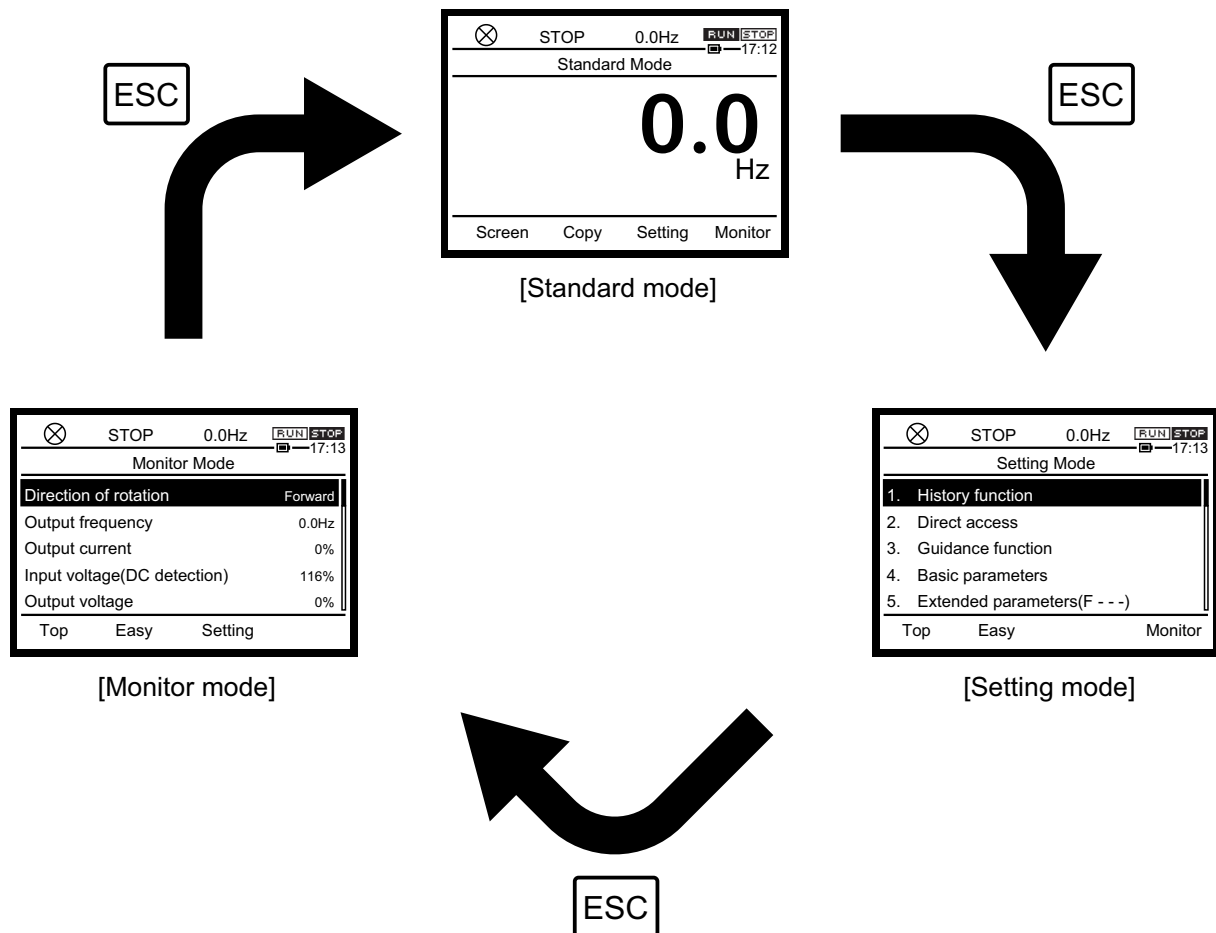 STOP 0.0Hz RUN STOP
17:12
Standard Mode
0.0
Hz
Screen Copy Setting Monitor
[Standard mode]
ESC
ESC
STOP 0.0Hz RUN STOP
17:13
Monitor Mode
Direction of rotation Forward
Output frequency 0.0Hz
Output current 0%
Input voltage(DC detection) 116%
Output voltage 0%
Top Easy Setting
[Monitor mode]
STOP 0.0Hz RUN STOP
17:13
Setting Mode
1. History function
2. Direct access
3. Guidance function
4. Basic parameters
5. Extended parameters(F - - -)
Top Easy Monitor
[Setting mode]
ESC